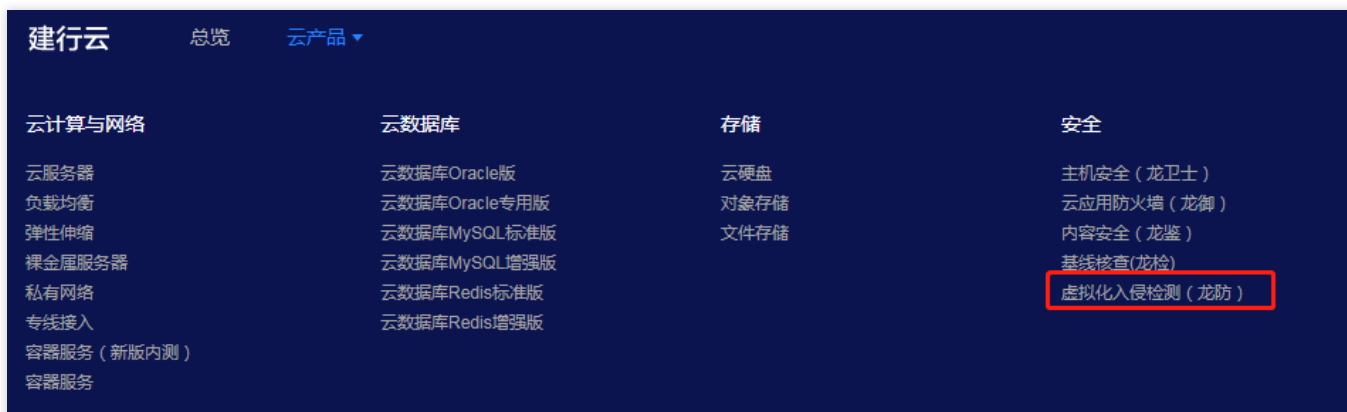 建行云 总览 云产品
云计算与网络
云服务器
负载均衡
弹性伸缩
裸金属服务器
私有网络
专线接入
容器服务（新版内测）
容器服务
云数据库
云数据库Oracle版
云数据库Oracle专用版
云数据库MySQL标准版
云数据库MySQL增强版
云数据库Redis标准版
云数据库Redis增强版
存储
云硬盘
对象存储
文件存储
安全
主机安全（龙卫士）
云应用防火墙（龙御）
内容安全（龙鉴）
基线核查(龙检)
虚拟化入侵检测（龙防）